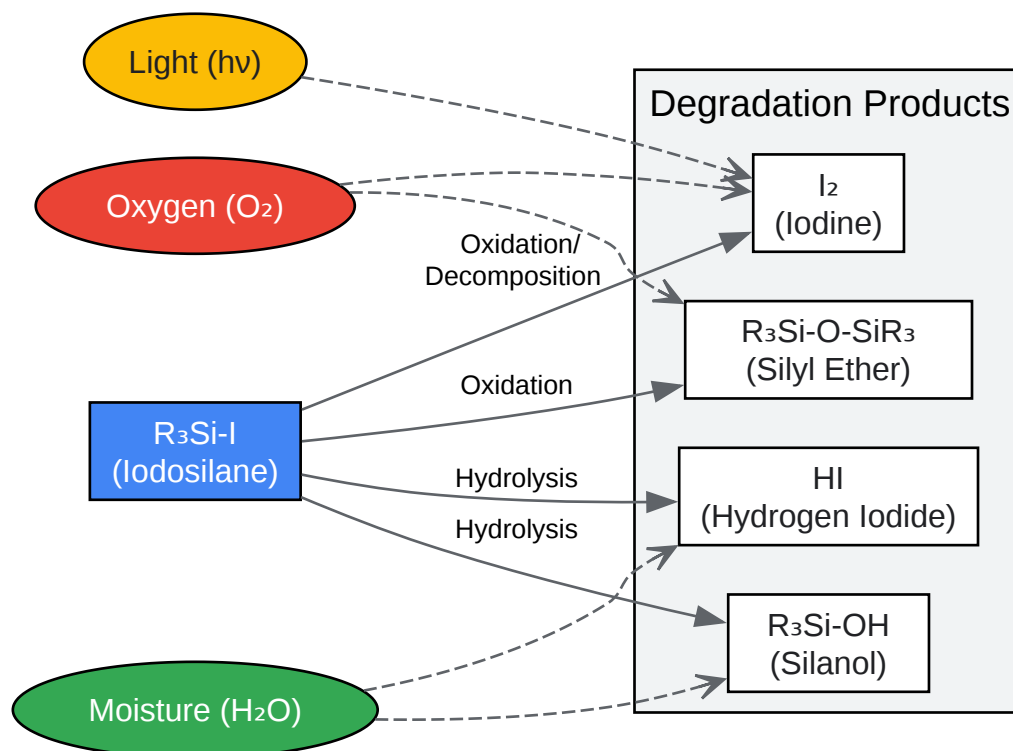 Light (hν)
Degradation Products
I₂
(Iodine)
Oxygen (O₂)
Oxidation/
Decomposition
R₃Si-O-SiR₃
(Silyl Ether)
Oxidation
R₃Si-I
(Iodosilane)
Hydrolysis
HI
(Hydrogen Iodide)
Hydrolysis
R₃Si-OH
(Silanol)
Moisture (H₂O)